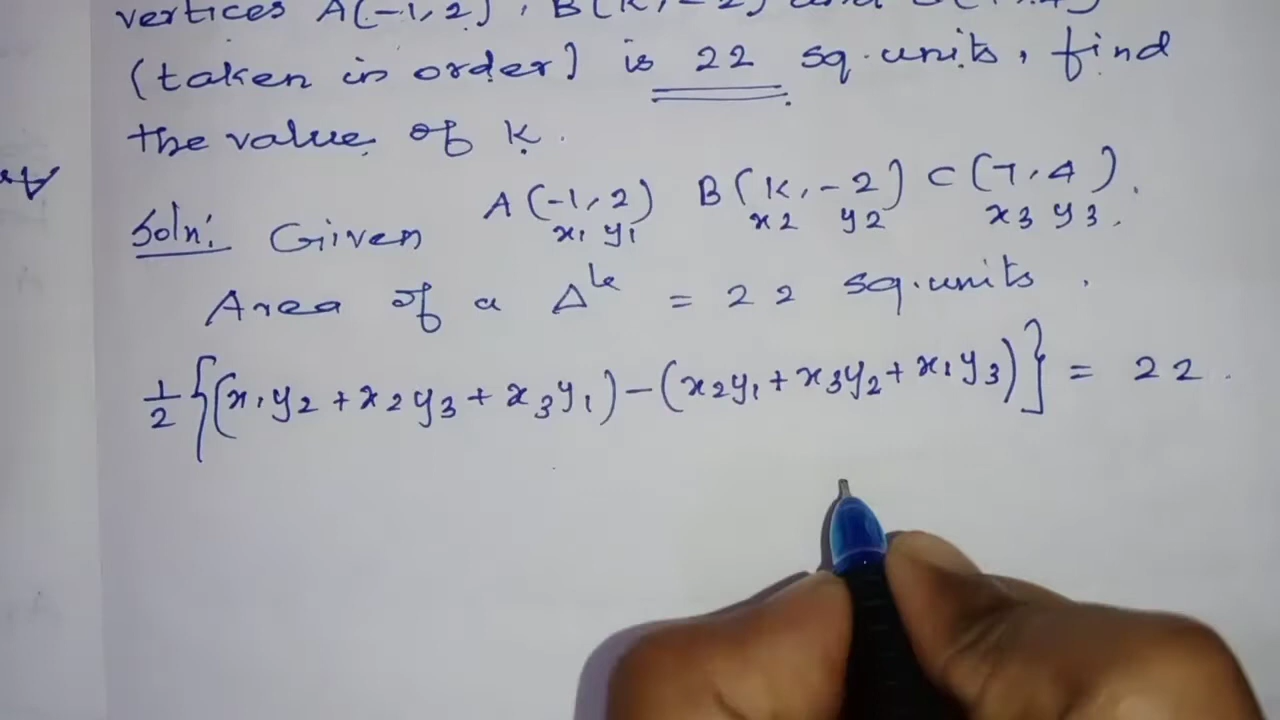 vertices A(-1,2), B(k,-2) and C(7,4)
(taken in order) is 22 sq.units, find
the value of k.
Soln: Given A(-1,2) B(k,-2) C(7,4).
x1 y1 x2 y2 x3 y3.
Area of a Δle = 22 sq.units.
1/2 {(x1y2 + x2y3 + x3y1) - (x2y1 + x3y2 + x1y3)} = 22.